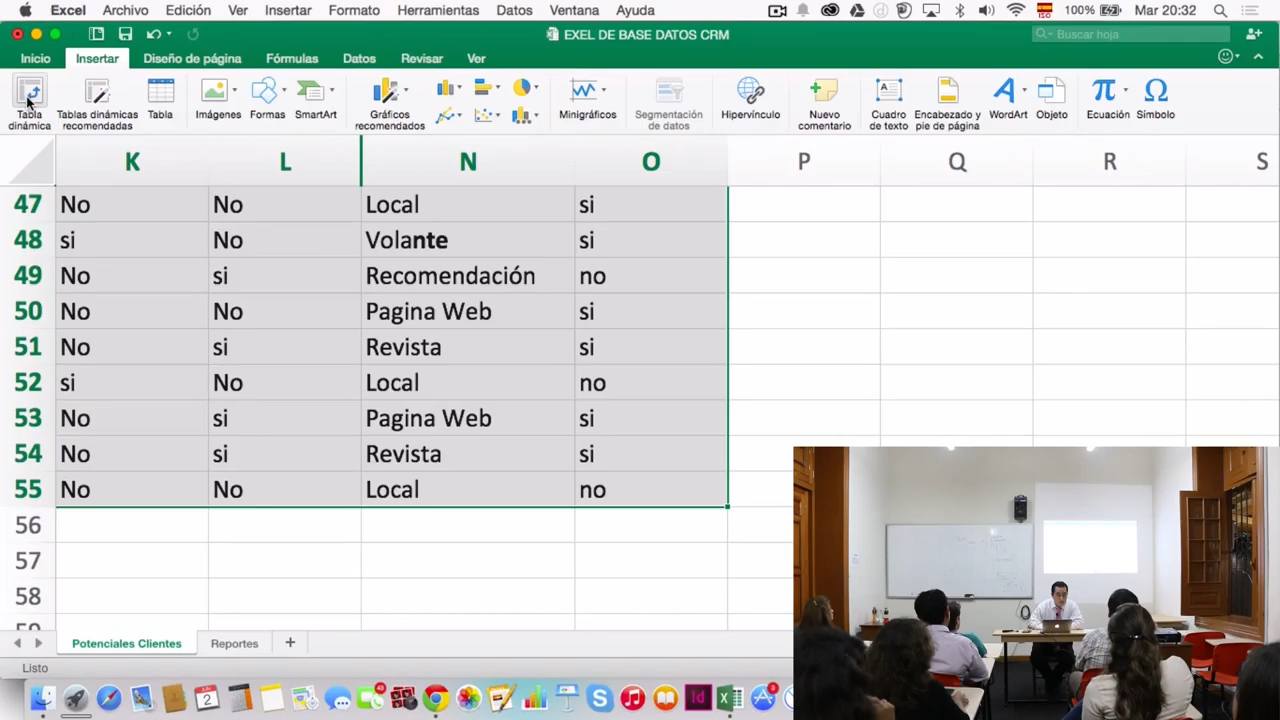 Excel Archivo Edición Ver Insertar Formato Herramientas Datos Ventana Ayuda ISO 100% Mar 20:32
EXEL DE BASE DATOS CRM
Buscar hoja
Inicio Insertar Diseño de página Fórmulas Datos Revisar Ver
Tabla dinámica
Tablas dinámicas recomendadas
Tabla
Imágenes
Formas
SmartArt
Gráficos recomendados
Minigráficos
Segmentación de datos
Hipervínculo
Nuevo comentario
Cuadro de texto
Encabezado y pie de página
WordArt
Objeto
Ecuación
Símbolo
K L N O P Q R S
47 No No Local si
48 si No Volante si
49 No si Recomendación no
50 No No Pagina Web si
51 No si Revista si
52 si No Local no
53 No si Pagina Web si
54 No si Revista si
55 No No Local no
56
57
58
59
Potenciales Clientes Reportes +
Listo